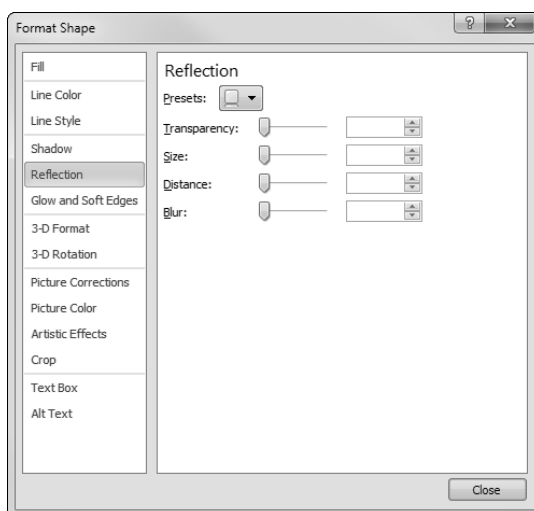 Format Shape
?
X
Fill
Line Color
Line Style
Shadow
Reflection
Glow and Soft Edges
3-D Format
3-D Rotation
Picture Corrections
Picture Color
Artistic Effects
Crop
Text Box
Alt Text
Reflection
Presets:
Transparency:
Size:
Distance:
Blur:
Close